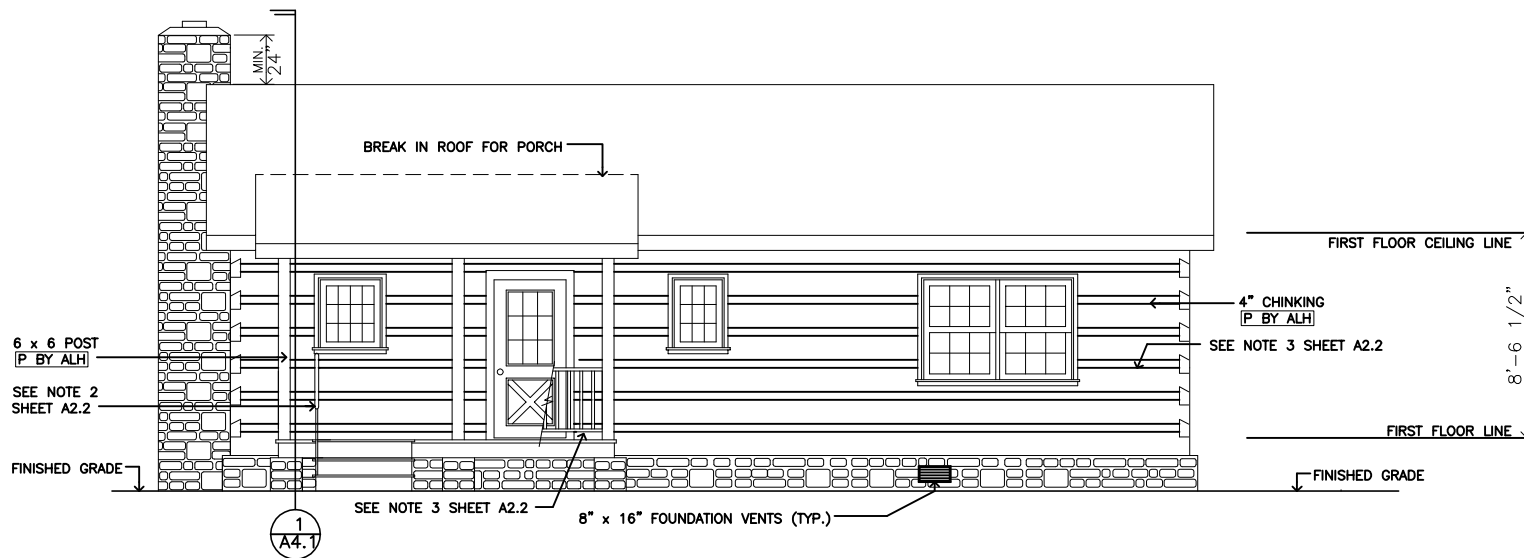 MIN.
24"
BREAK IN ROOF FOR PORCH
FIRST FLOOR CEILING LINE
4" CHINKING
P BY ALH
8'-6 1/2"
6 x 6 POST
P BY ALH
SEE NOTE 3 SHEET A2.2
SEE NOTE 2
SHEET A2.2
FIRST FLOOR LINE
FINISHED GRADE
FINISHED GRADE
SEE NOTE 3 SHEET A2.2
8" x 16" FOUNDATION VENTS (TYP.)
1
A4.1